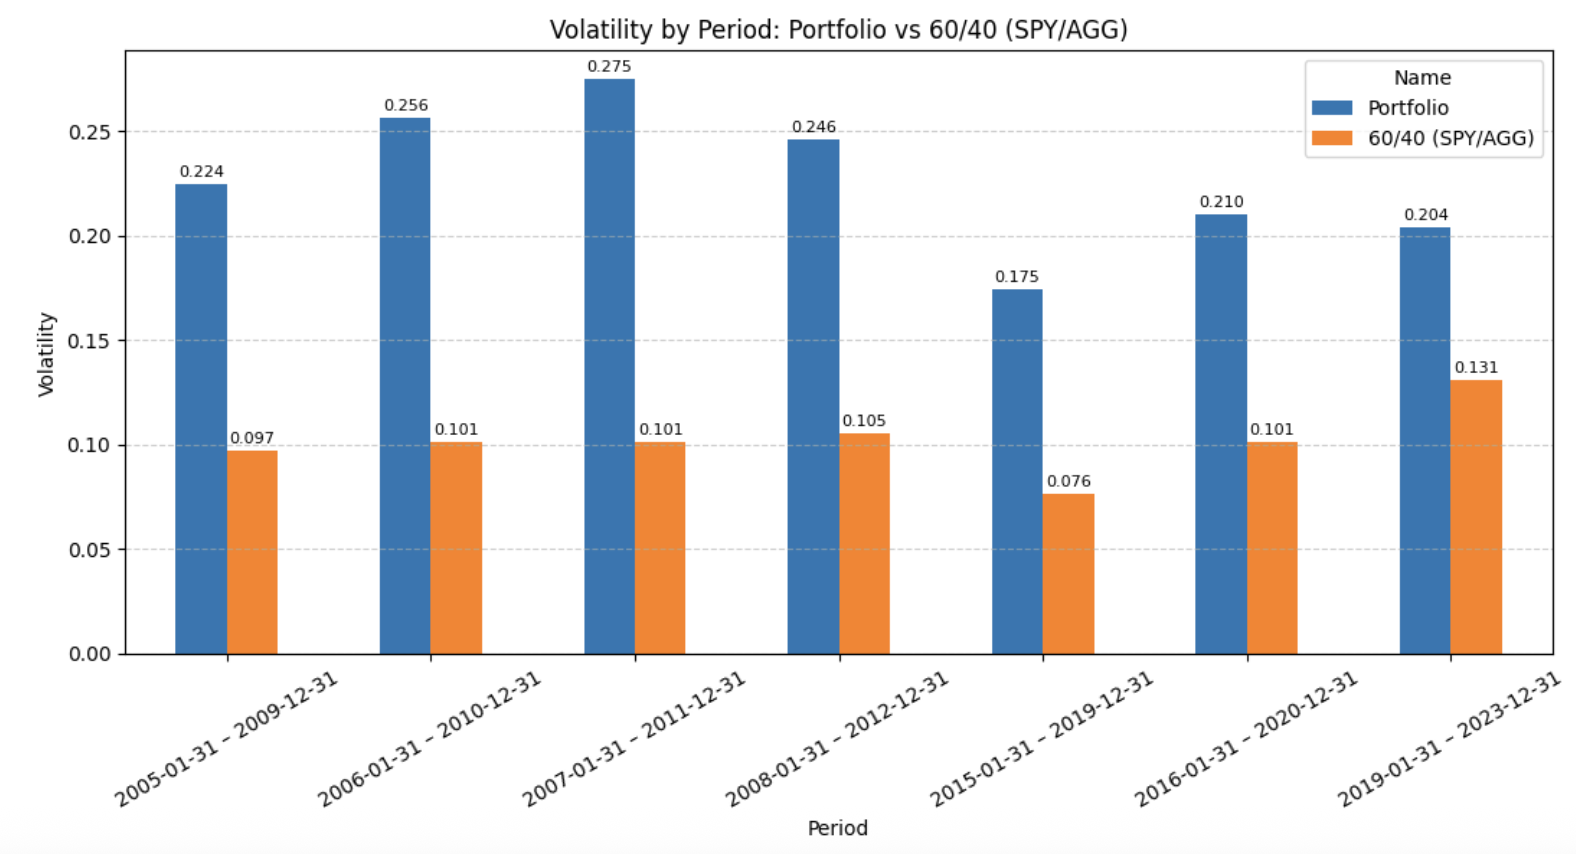 Volatility by Period: Portfolio vs 60/40 (SPY/AGG)
Name
Portfolio
60/40 (SPY/AGG)
Volatility
0.25
0.20
0.15
0.10
0.05
0.00
0.224
0.097
0.256
0.101
0.275
0.101
0.246
0.105
0.175
0.076
0.210
0.101
0.204
0.131
2005-01-31 – 2009-12-31
2006-01-31 – 2010-12-31
2007-01-31 – 2011-12-31
2008-01-31 – 2012-12-31
2015-01-31 – 2019-12-31
2016-01-31 – 2020-12-31
2019-01-31 – 2023-12-31
Period